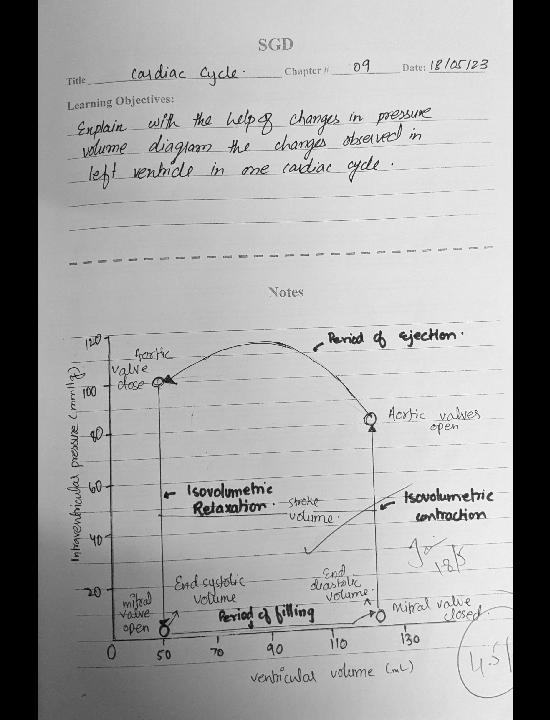 SGD
Title Cardiac Cycle. Chapter # 09 Date: 18/05/23
Learning Objectives:
Explain with the help of changes in pressure
volume diagram the changes observed in
left ventricle in one cardiac cycle.
Notes
Intraventricular pressure (mmHg)
120
100
80
60
40
20
Aortic
valve
close
Period of ejection.
Aortic valves
open
Isovolumetric
Relaxation.
stroke
volume.
Isovolumetric
contraction
18/5
End systolic
volume
End
diastolic
volume.
mitral
valve
open
Period of filling
Mitral valve
closed
0 50 70 90 110 130
ventricular volume (mL)
4.5/